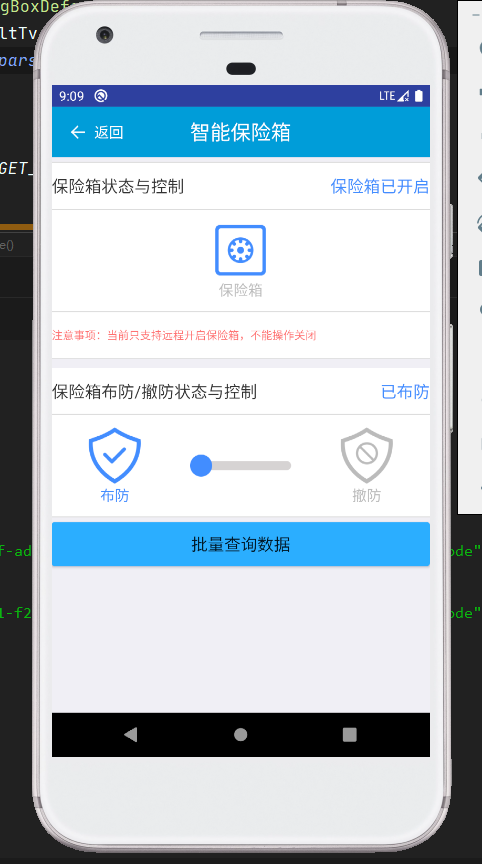 gBoxDef
ltTv
pars
9:09 LTE
返回 智能保险箱
GET_
保险箱状态与控制 保险箱已开启
e()
保险箱
注意事项：当前只支持远程开启保险箱，不能操作关闭
保险箱布防/撤防状态与控制 已布防
布防 撤防
批量查询数据
f-ad ode"
l-f2 ode"